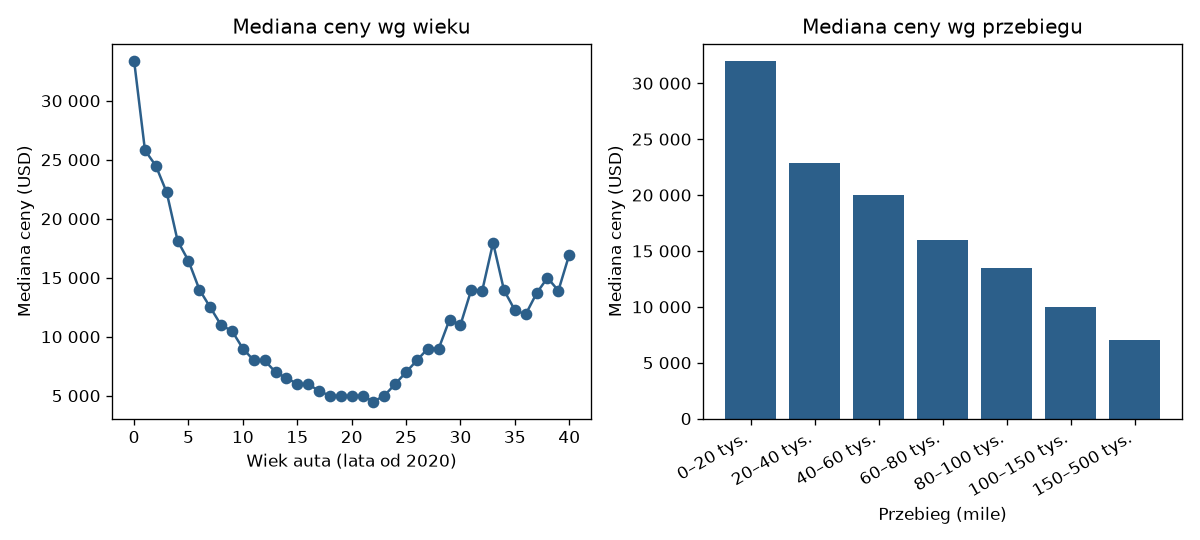 Mediana ceny wg wieku
Mediana ceny (USD)
30 000
25 000
20 000
15 000
10 000
5 000
0 5 10 15 20 25 30 35 40
Wiek auta (lata od 2020)
Mediana ceny wg przebiegu
Mediana ceny (USD)
30 000
25 000
20 000
15 000
10 000
5 000
0
0–20 tys.
20–40 tys.
40–60 tys.
60–80 tys.
80–100 tys.
100–150 tys.
150–500 tys.
Przebieg (mile)